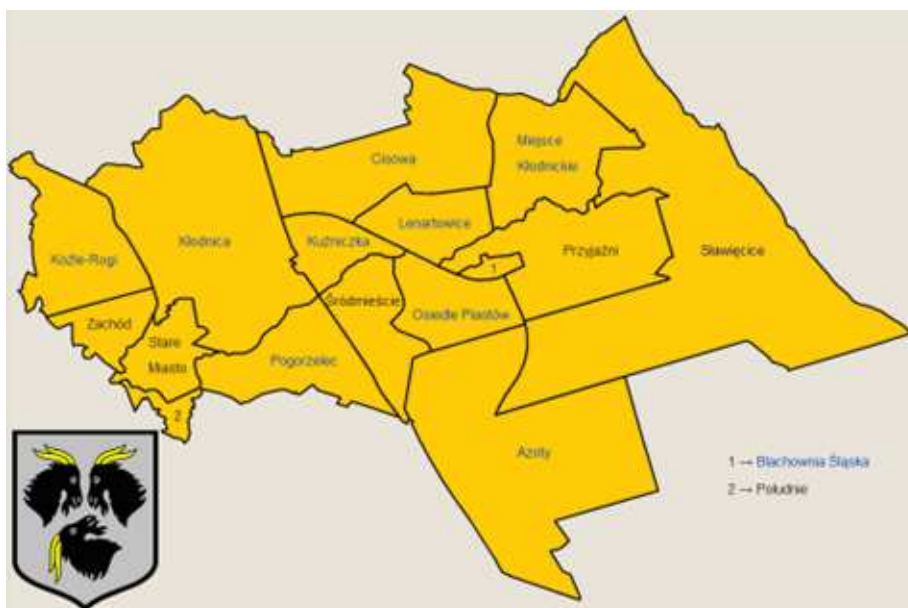 Cisowa
Miejsce
Kłodnicki
Kłodnica
Lenartowice
Kuźniczka
Przyjaźni
Sławięcice
Koźle-Rogi
1
Śródmieście
Osiedle Piastów
Zachód
Stare
Miasto
Pogorzelec
2
Azoty
1 → Blachownia Śląska
2 → Południe